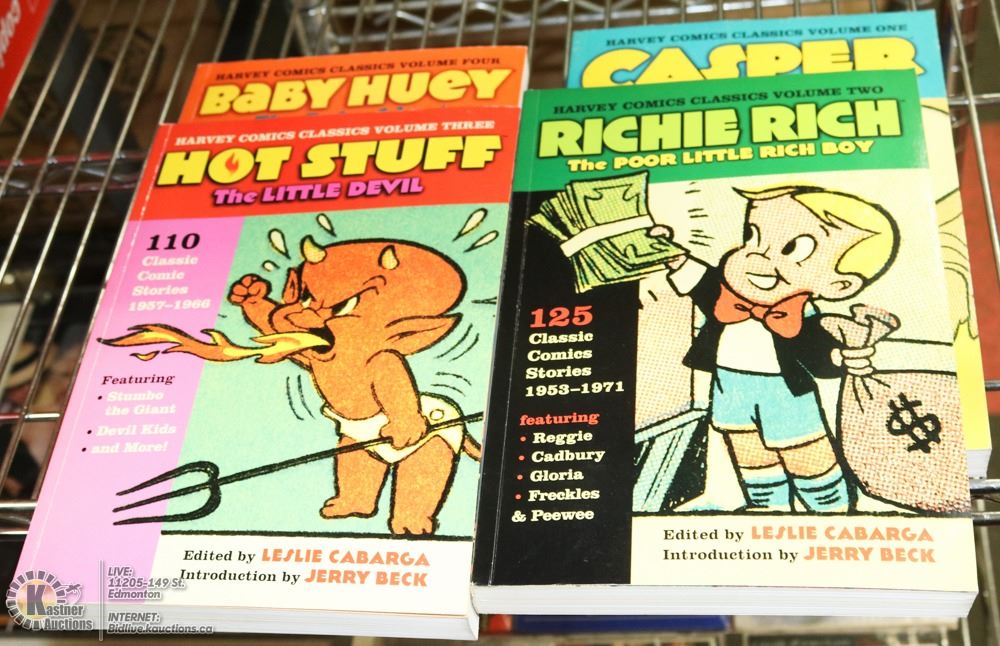 HARVEY COMICS CLASSICS VOLUME FOUR
BABY HUEY
HARVEY COMICS CLASSICS VOLUME ONE
CASPER
HARVEY COMICS CLASSICS VOLUME THREE
HOT STUFF
The LITTLE DEVIL
110
Classic
Comic
Stories
1957–1966
Featuring
• Stumbo
the Giant
• Devil Kids
• and More!
Edited by LESLIE CABARGA
Introduction by JERRY BECK
HARVEY COMICS CLASSICS VOLUME TWO
RICHIE RICH
The POOR LITTLE RICH BOY
125
Classic
Comics
Stories
1953–1971
featuring
• Reggie
• Cadbury
• Gloria
• Freckles
& Peewee
$
Edited by LESLIE CABARGA
Introduction by JERRY BECK
Kastner
Auctions
LIVE:
11205-149 St.
Edmonton
INTERNET:
Bidlive.kauctions.ca